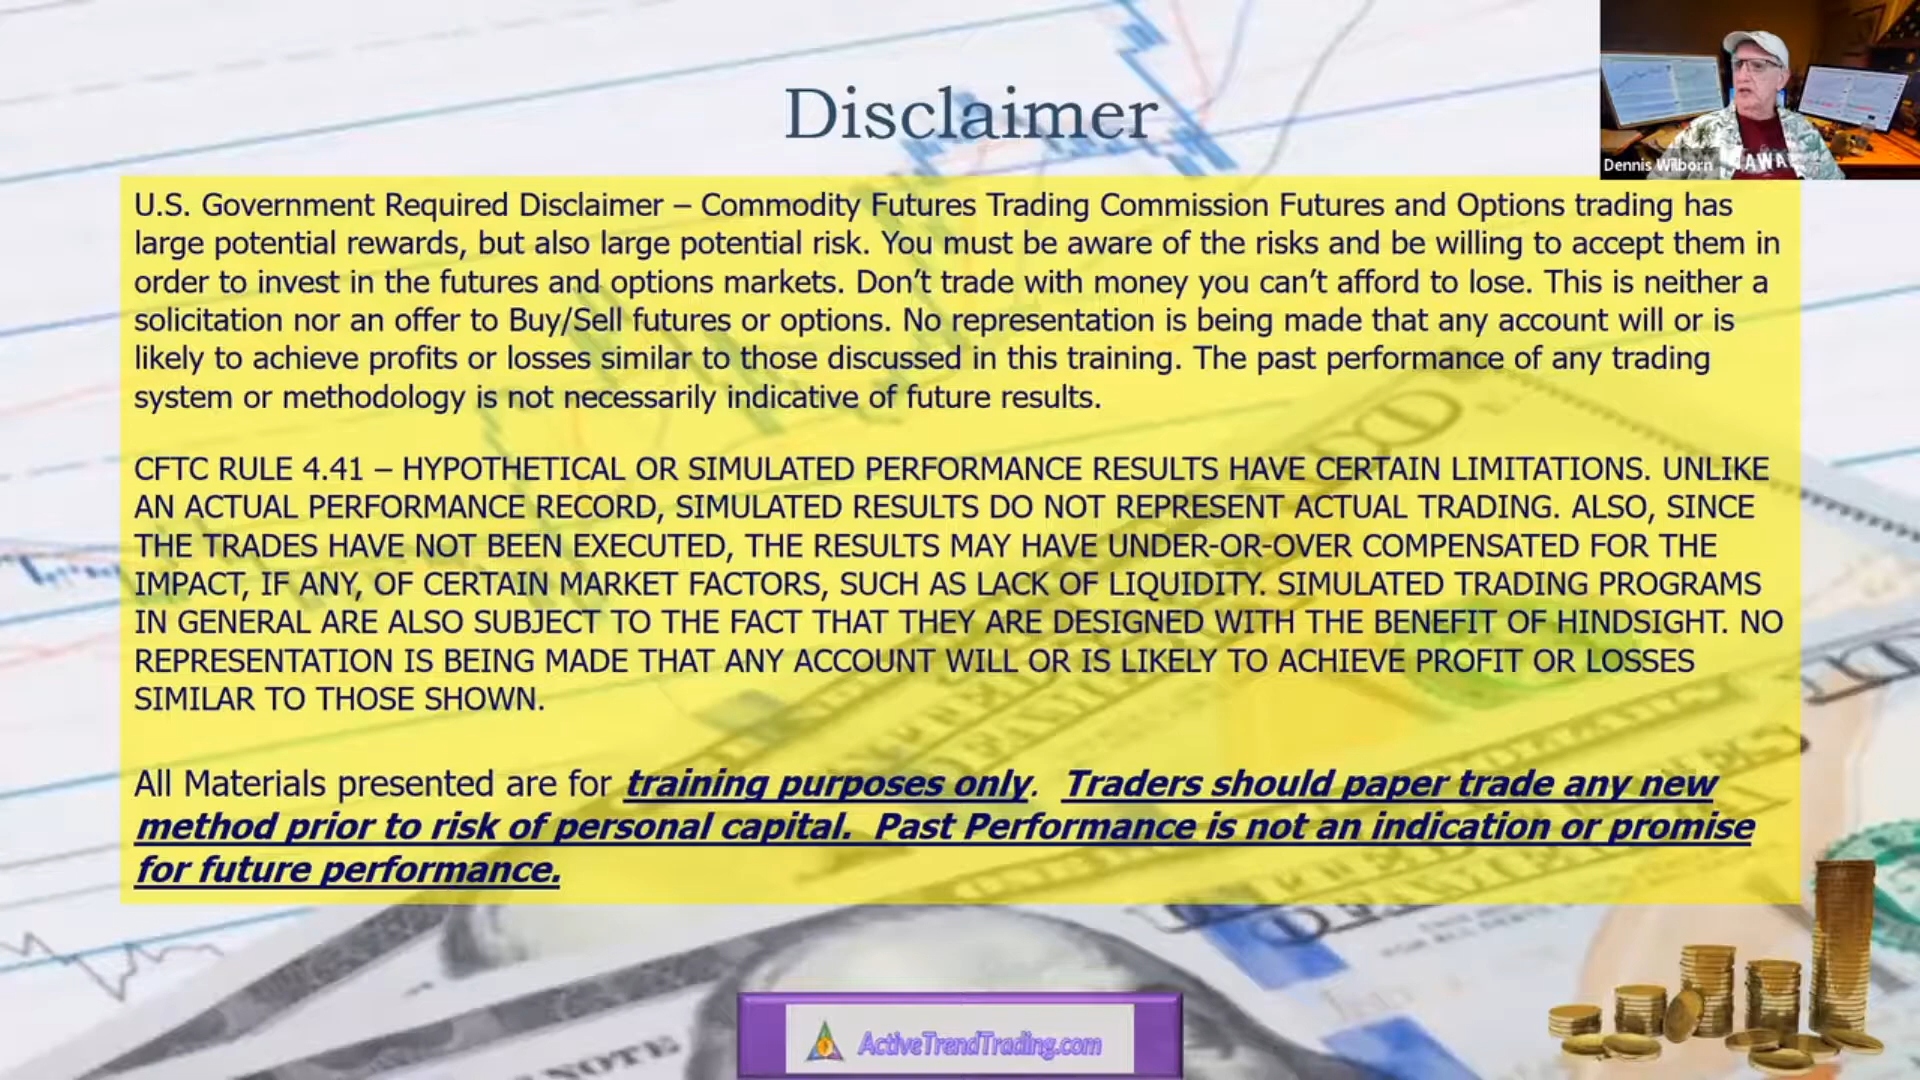 Disclaimer
Dennis Wilborn
HAWAI
U.S. Government Required Disclaimer – Commodity Futures Trading Commission Futures and Options trading has
large potential rewards, but also large potential risk. You must be aware of the risks and be willing to accept them in
order to invest in the futures and options markets. Don’t trade with money you can’t afford to lose. This is neither a
solicitation nor an offer to Buy/Sell futures or options. No representation is being made that any account will or is
likely to achieve profits or losses similar to those discussed in this training. The past performance of any trading
system or methodology is not necessarily indicative of future results.
CFTC RULE 4.41 – HYPOTHETICAL OR SIMULATED PERFORMANCE RESULTS HAVE CERTAIN LIMITATIONS. UNLIKE
AN ACTUAL PERFORMANCE RECORD, SIMULATED RESULTS DO NOT REPRESENT ACTUAL TRADING. ALSO, SINCE
THE TRADES HAVE NOT BEEN EXECUTED, THE RESULTS MAY HAVE UNDER-OR-OVER COMPENSATED FOR THE
IMPACT, IF ANY, OF CERTAIN MARKET FACTORS, SUCH AS LACK OF LIQUIDITY. SIMULATED TRADING PROGRAMS
IN GENERAL ARE ALSO SUBJECT TO THE FACT THAT THEY ARE DESIGNED WITH THE BENEFIT OF HINDSIGHT. NO
REPRESENTATION IS BEING MADE THAT ANY ACCOUNT WILL OR IS LIKELY TO ACHIEVE PROFIT OR LOSSES
SIMILAR TO THOSE SHOWN.
All Materials presented are for training purposes only. Traders should paper trade any new
method prior to risk of personal capital. Past Performance is not an indication or promise
for future performance.
NOTE
ActiveTrendTrading.com